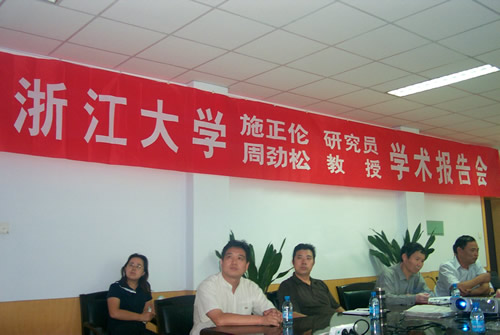 浙江大学 施正伦 研究员 学术报告会
周劲松 教 授